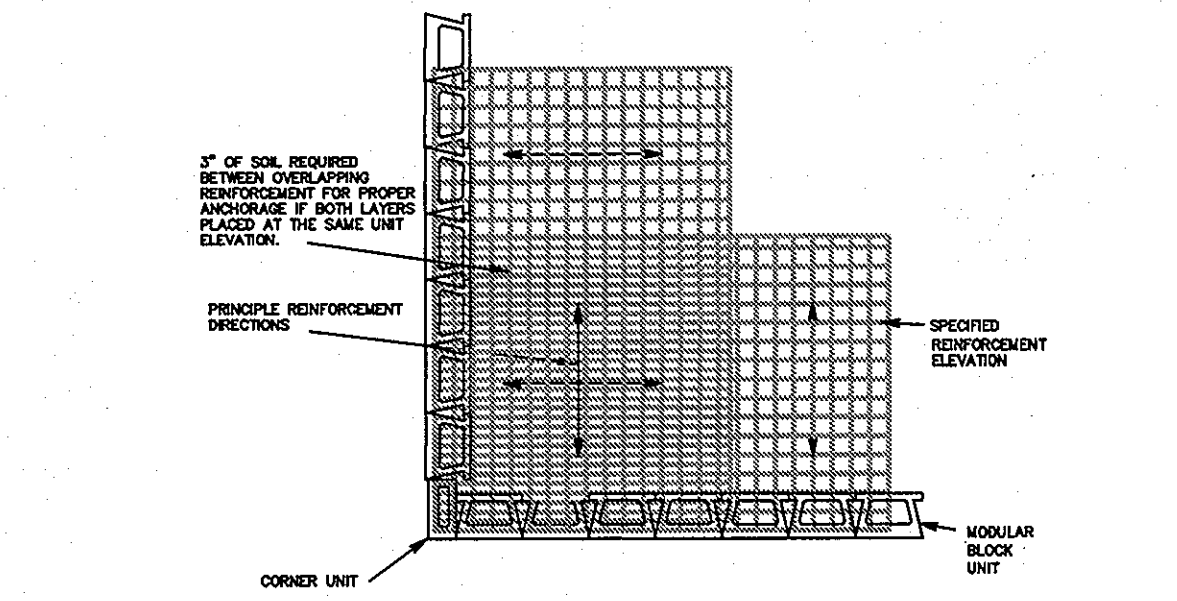 3" OF SOIL REQUIRED
BETWEEN OVERLAPPING
REINFORCEMENT FOR PROPER
ANCHORAGE IF BOTH LAYERS
PLACED AT THE SAME UNIT
ELEVATION.
PRINCIPLE REINFORCEMENT
DIRECTIONS
SPECIFIED
REINFORCEMENT
ELEVATION
MODULAR
BLOCK
UNIT
CORNER UNIT